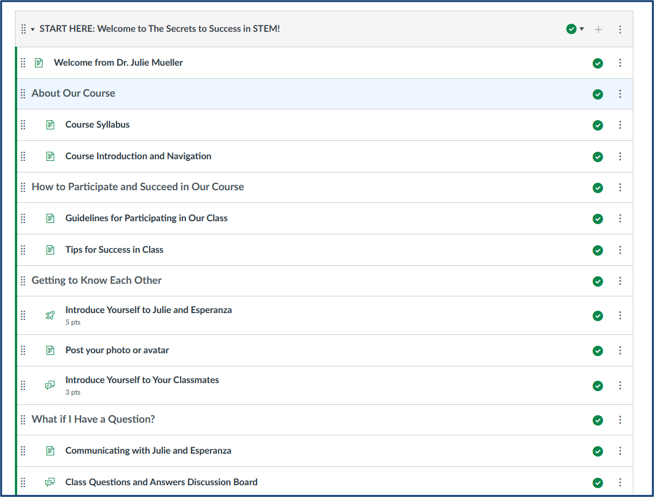 START HERE: Welcome to The Secrets to Success in STEM!
Welcome from Dr. Julie Mueller
About Our Course
Course Syllabus
Course Introduction and Navigation
How to Participate and Succeed in Our Course
Guidelines for Participating in Our Class
Tips for Success in Class
Getting to Know Each Other
Introduce Yourself to Julie and Esperanza
5 pts
Post your photo or avatar
Introduce Yourself to Your Classmates
3 pts
What if I Have a Question?
Communicating with Julie and Esperanza
Class Questions and Answers Discussion Board